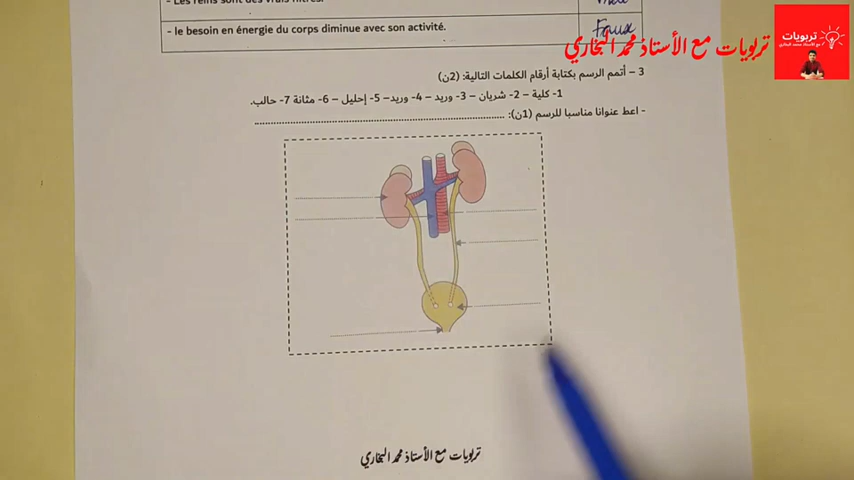 - Les reins sont des vrais filtres.
- le besoin en énergie du corps diminue avec son activité.
Faux
تربويات مع الأستاذ محمد البخاري
تربويات
3 – أتمم الرسم بكتابة أرقام الكلمات التالية: (2ن)
1- كلية – 2- شريان – 3- وريد – 4- وريد – 5- إحليل – 6- مثانة 7- حالب.
- اعط عنوانا مناسبا للرسم (1ن): ........................................
تربويات مع الأستاذ محمد البخاري